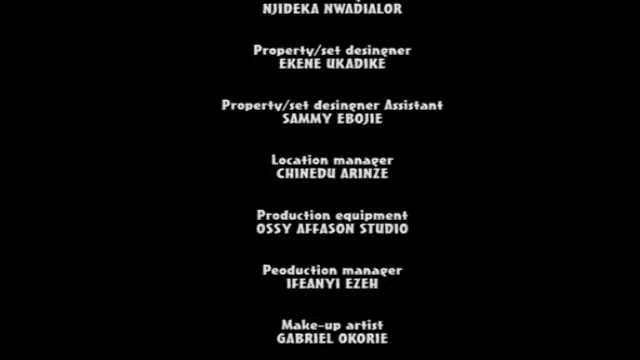 NJIDEKA NWADIALOR
Property/set desingner
EKENE UKADIKE
Property/set desingner Assistant
SAMMY EBOJIE
Location manager
CHINEDU ARINZE
Production equipment
OSSY AFFASON STUDIO
Peoduction manager
IFEANYI EZEH
Make-up artist
GABRIEL OKORIE